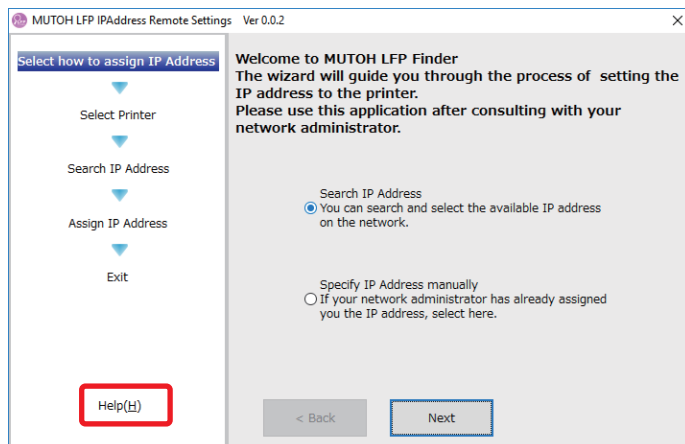 MUTOH LFP IPAddress Remote Settings Ver 0.0.2
Select how to assign IP Address
Select Printer
Search IP Address
Assign IP Address
Exit
Help(H)
Welcome to MUTOH LFP Finder
The wizard will guide you through the process of setting the
IP address to the printer.
Please use this application after consulting with your
network administrator.
Search IP Address
You can search and select the available IP address
on the network.
Specify IP Address manually
If your network administrator has already assigned
you the IP address, select here.
< Back
Next